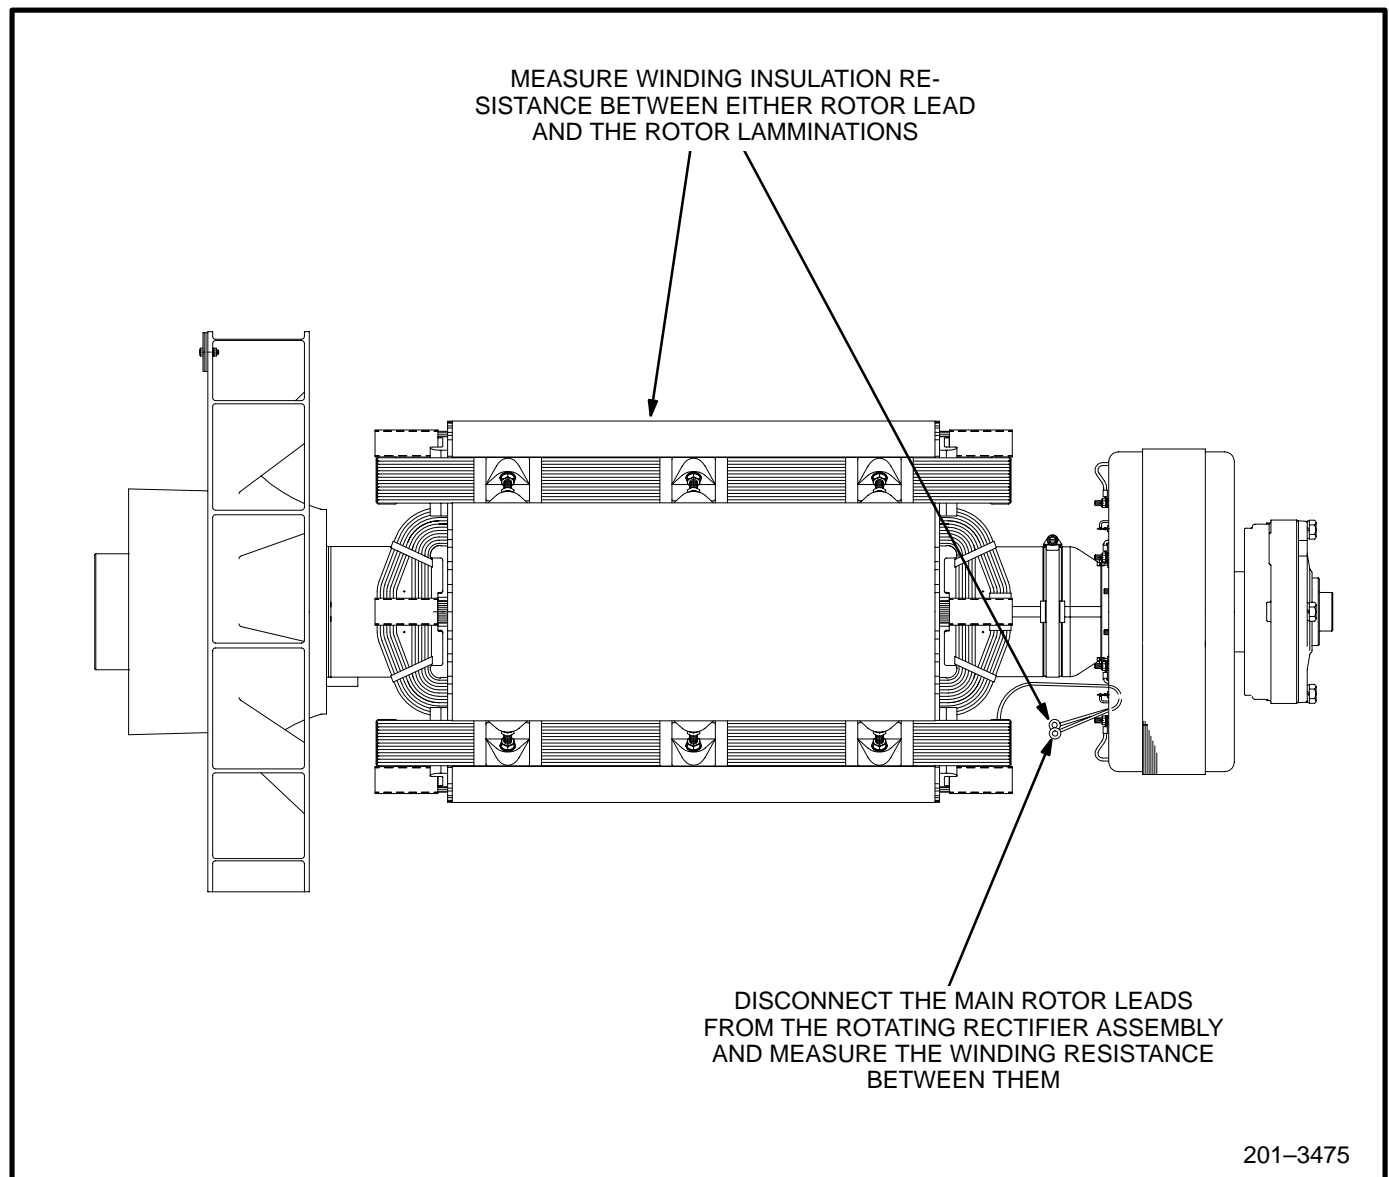 MEASURE WINDING INSULATION RE-
SISTANCE BETWEEN EITHER ROTOR LEAD
AND THE ROTOR LAMMINATIONS
DISCONNECT THE MAIN ROTOR LEADS
FROM THE ROTATING RECTIFIER ASSEMBLY
AND MEASURE THE WINDING RESISTANCE
BETWEEN THEM
201–3475